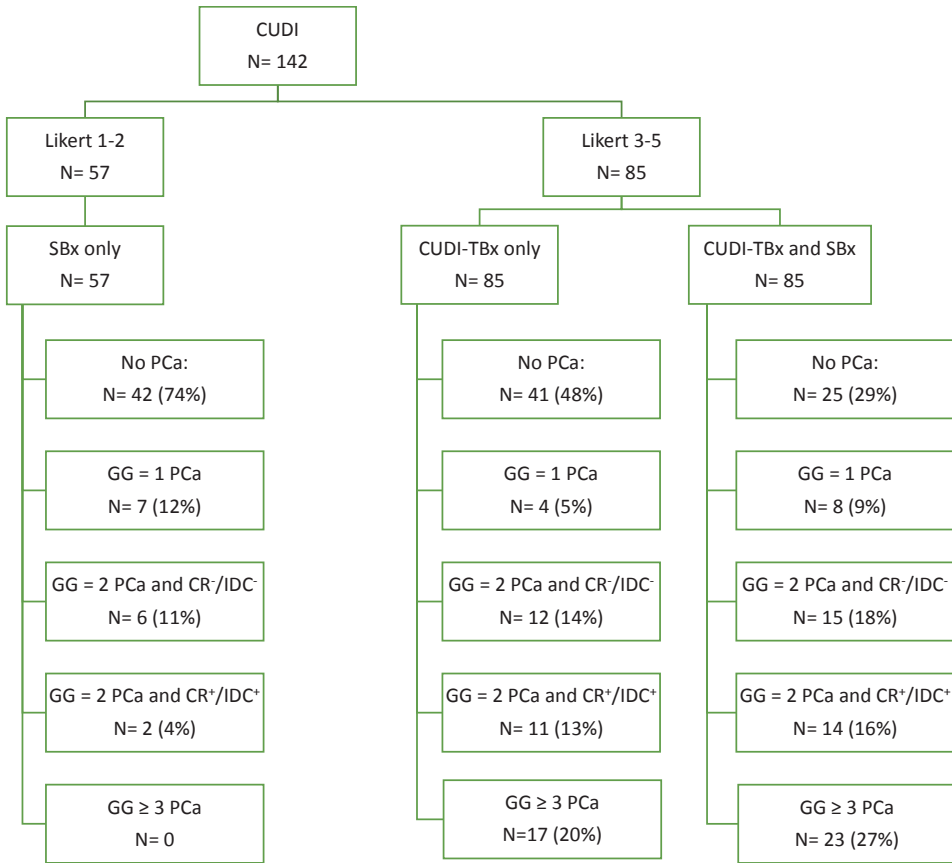 CUDI
N= 142
Likert 1-2
N= 57
Likert 3-5
N= 85
SBx only
N= 57
CUDI-TBx only
N= 85
CUDI-TBx and SBx
N= 85
No PCa:
N= 42 (74%)
GG = 1 PCa
N= 7 (12%)
GG = 2 PCa and CR⁻/IDC⁻
N= 6 (11%)
GG = 2 PCa and CR⁺/IDC⁺
N= 2 (4%)
GG ≥ 3 PCa
N= 0
No PCa:
N= 41 (48%)
GG = 1 PCa
N= 4 (5%)
GG = 2 PCa and CR⁻/IDC⁻
N= 12 (14%)
GG = 2 PCa and CR⁺/IDC⁺
N= 11 (13%)
GG ≥ 3 PCa
N=17 (20%)
No PCa:
N= 25 (29%)
GG = 1 PCa
N= 8 (9%)
GG = 2 PCa and CR⁻/IDC⁻
N= 15 (18%)
GG = 2 PCa and CR⁺/IDC⁺
N= 14 (16%)
GG ≥ 3 PCa
N= 23 (27%)